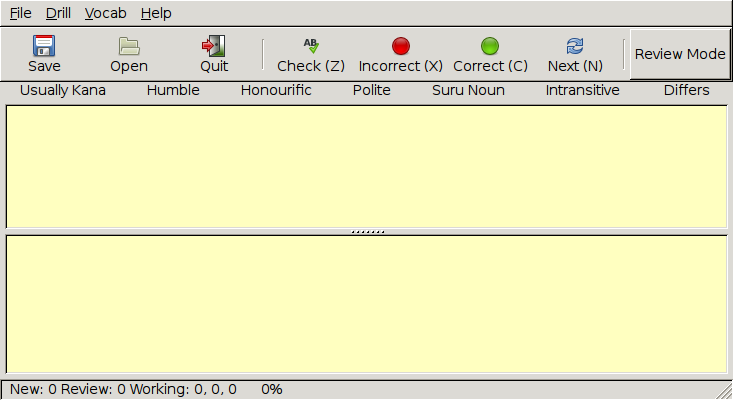 File Drill Vocab Help
Save Open Quit AB Check (Z) Incorrect (X) Correct (C) Next (N) Review Mode
Usually Kana Humble Honourific Polite Suru Noun Intransitive Differs
New: 0 Review: 0 Working: 0, 0, 0 0%